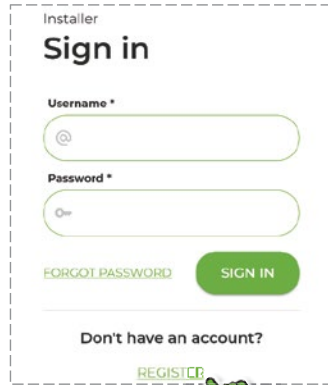 Installer
Sign in
Username *
Password *
FORGOT PASSWORD
SIGN IN
Don't have an account?
REGISTER